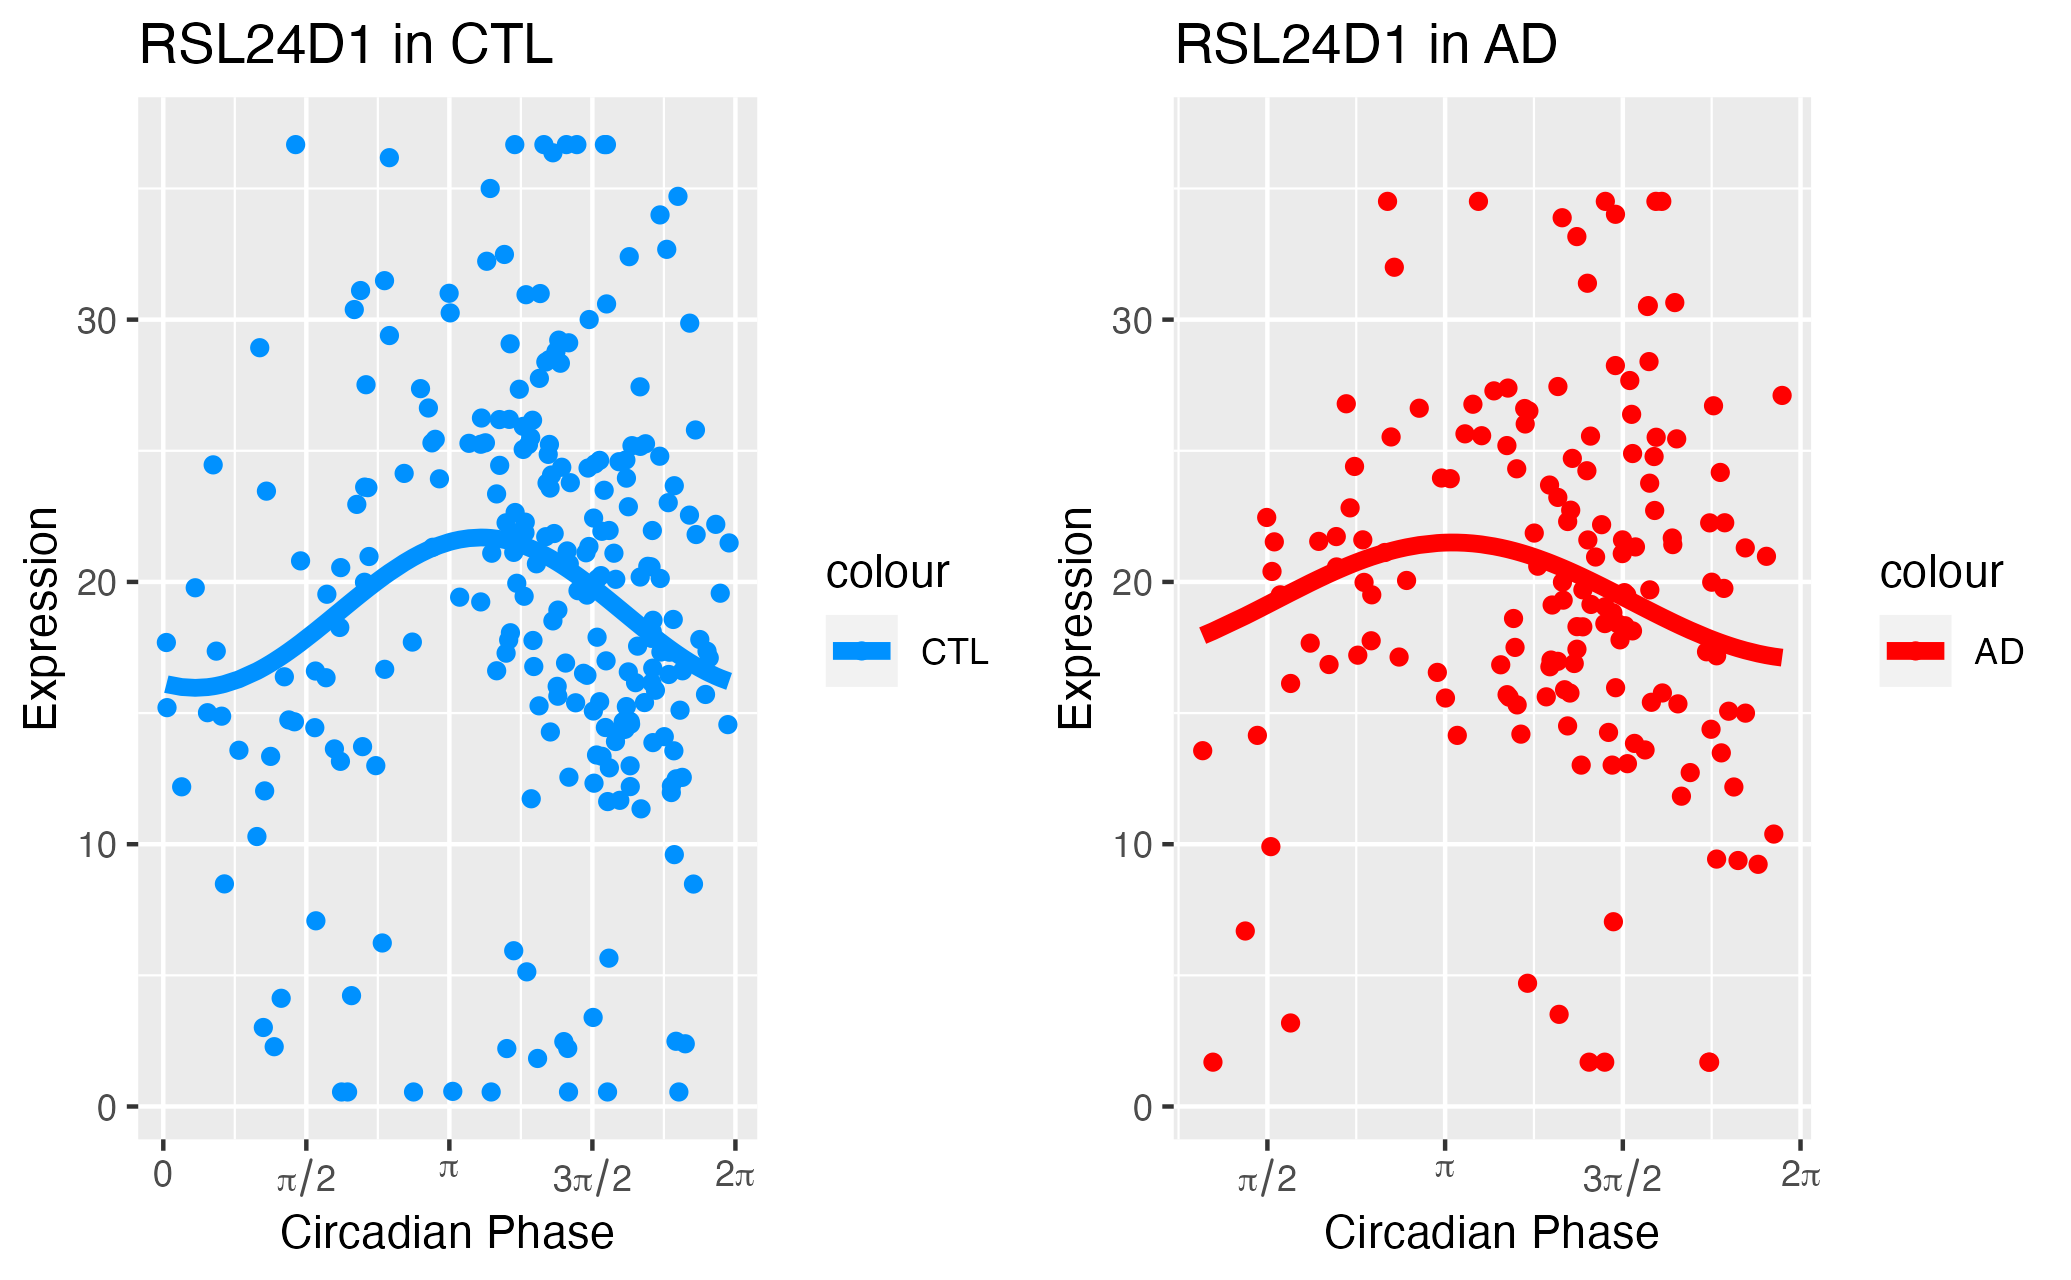 RSL24D1 in CTL
Expression
30
20
10
0
0
π/2
π
3π/2
2π
Circadian Phase
colour
CTL
RSL24D1 in AD
Expression
30
20
10
0
π/2
π
3π/2
2π
Circadian Phase
colour
AD